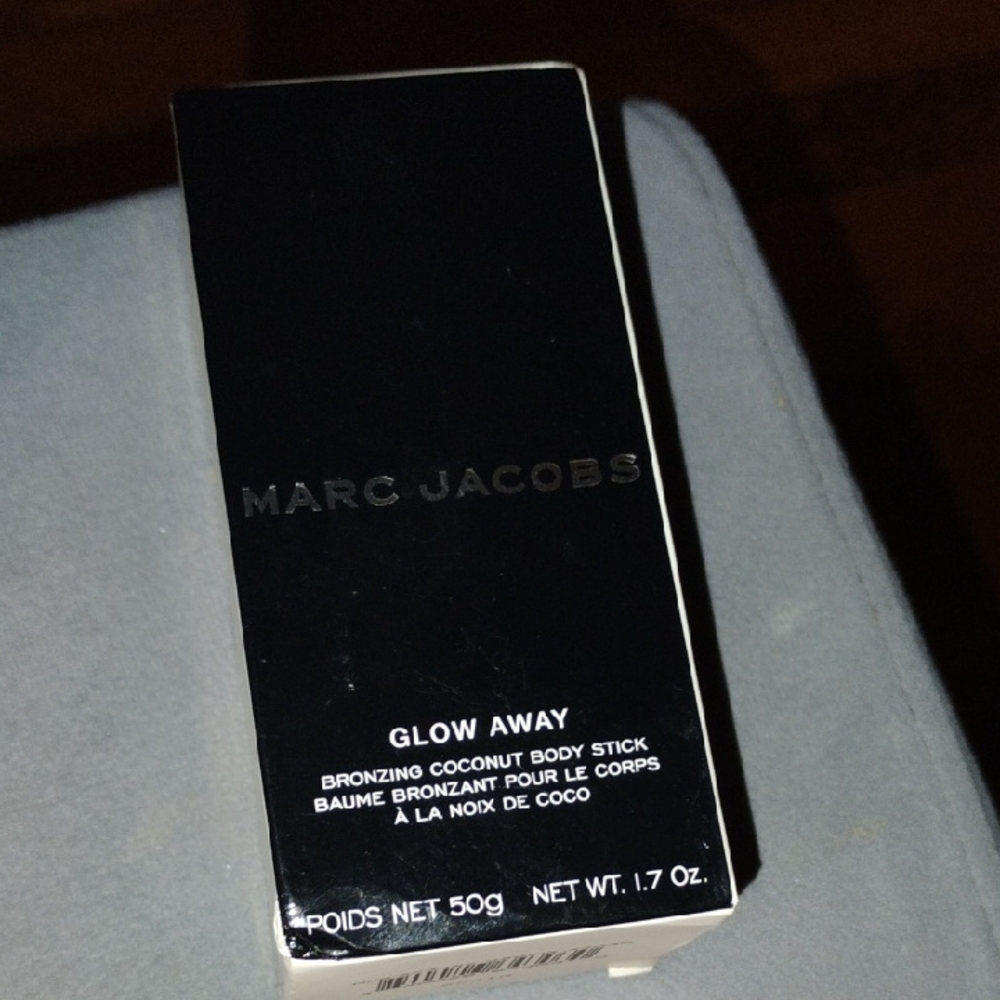 MARC JACOBS
GLOW AWAY
BRONZING COCONUT BODY STICK
BAUME BRONZANT POUR LE CORPS
À LA NOIX DE COCO
POIDS NET 50g NET WT. 1.7 Oz.